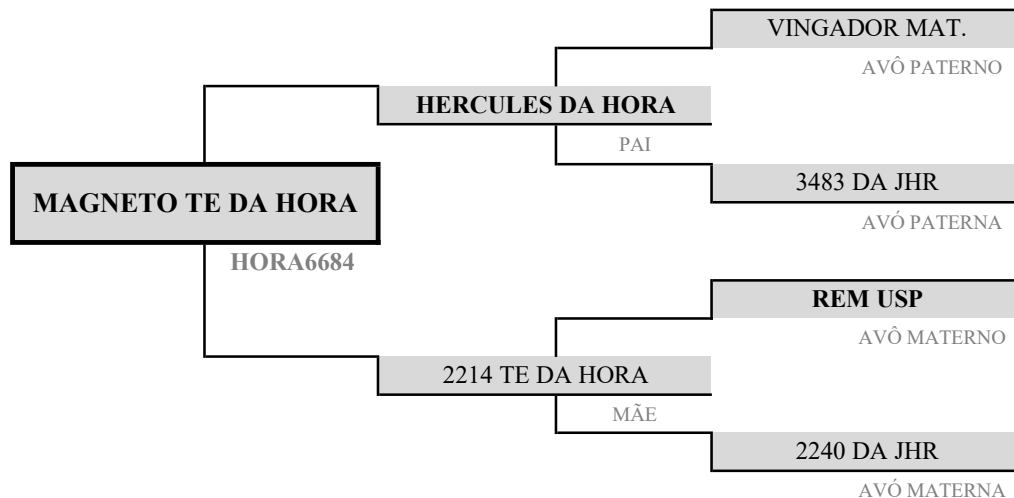 VINGADOR MAT.
AVÔ PATERNO
HERCULES DA HORA
PAI
3483 DA JHR
AVÓ PATERNA
MAGNETO TE DA HORA
HORA6684
REM USP
AVÔ MATERNO
2214 TE DA HORA
MÃE
2240 DA JHR
AVÓ MATERNA